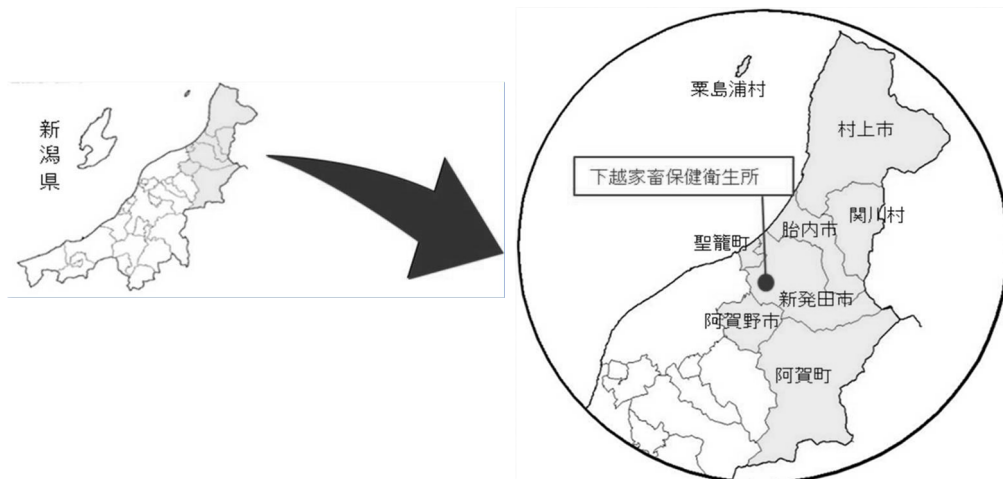 新潟県
粟島浦村
村上市
下越家畜保健衛生所
関川村
胎内市
聖籠町
新発田市
阿賀野市
阿賀町